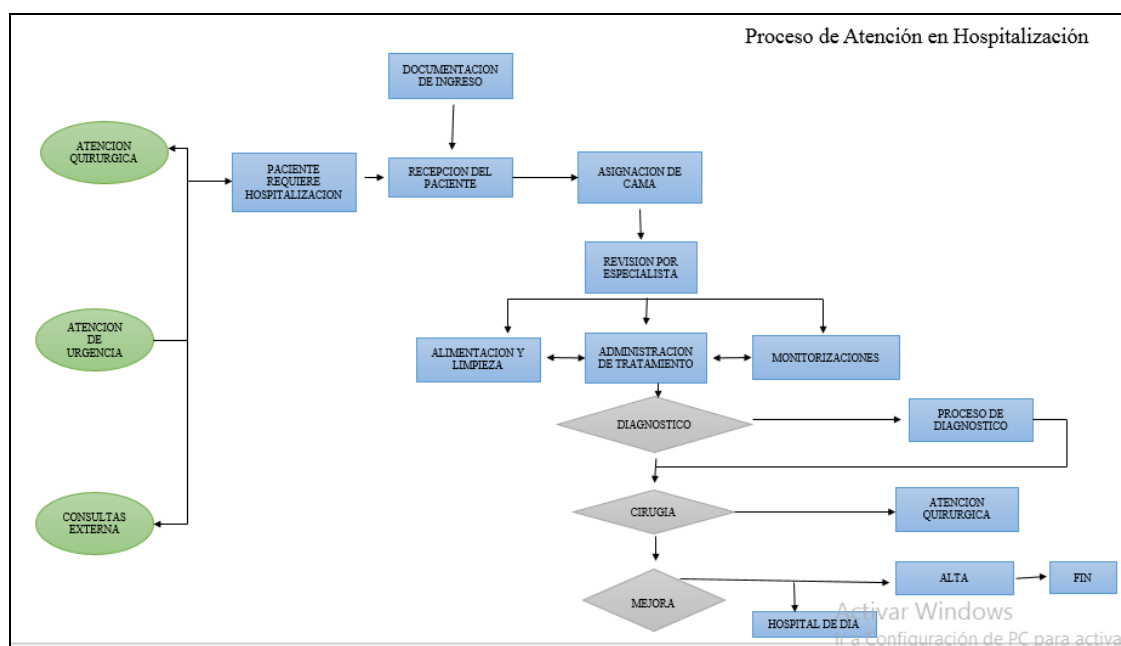 Proceso de Atención en Hospitalización
DOCUMENTACION
DE INGRESO
ATENCION
QUIRURGICA
PACIENTE
REQUIERE
HOSPITALIZACION
RECEPCION DEL
PACIENTE
ASIGNACION DE
CAMA
REVISION POR
ESPECIALISTA
ATENCION
DE
URGENCIA
ALIMENTACION Y
LIMPIEZA
ADMINISTRACION
DE TRATAMIENTO
MONITORIZACIONES
DIAGNOSTICO
PROCESO DE
DIAGNOSTICO
CONSULTAS
EXTERNA
CIRUGIA
ATENCION
QUIRURGICA
MEJORA
ALTA
FIN
HOSPITAL DE DIA
Activar Windows
Ir a Configuración de PC para activa